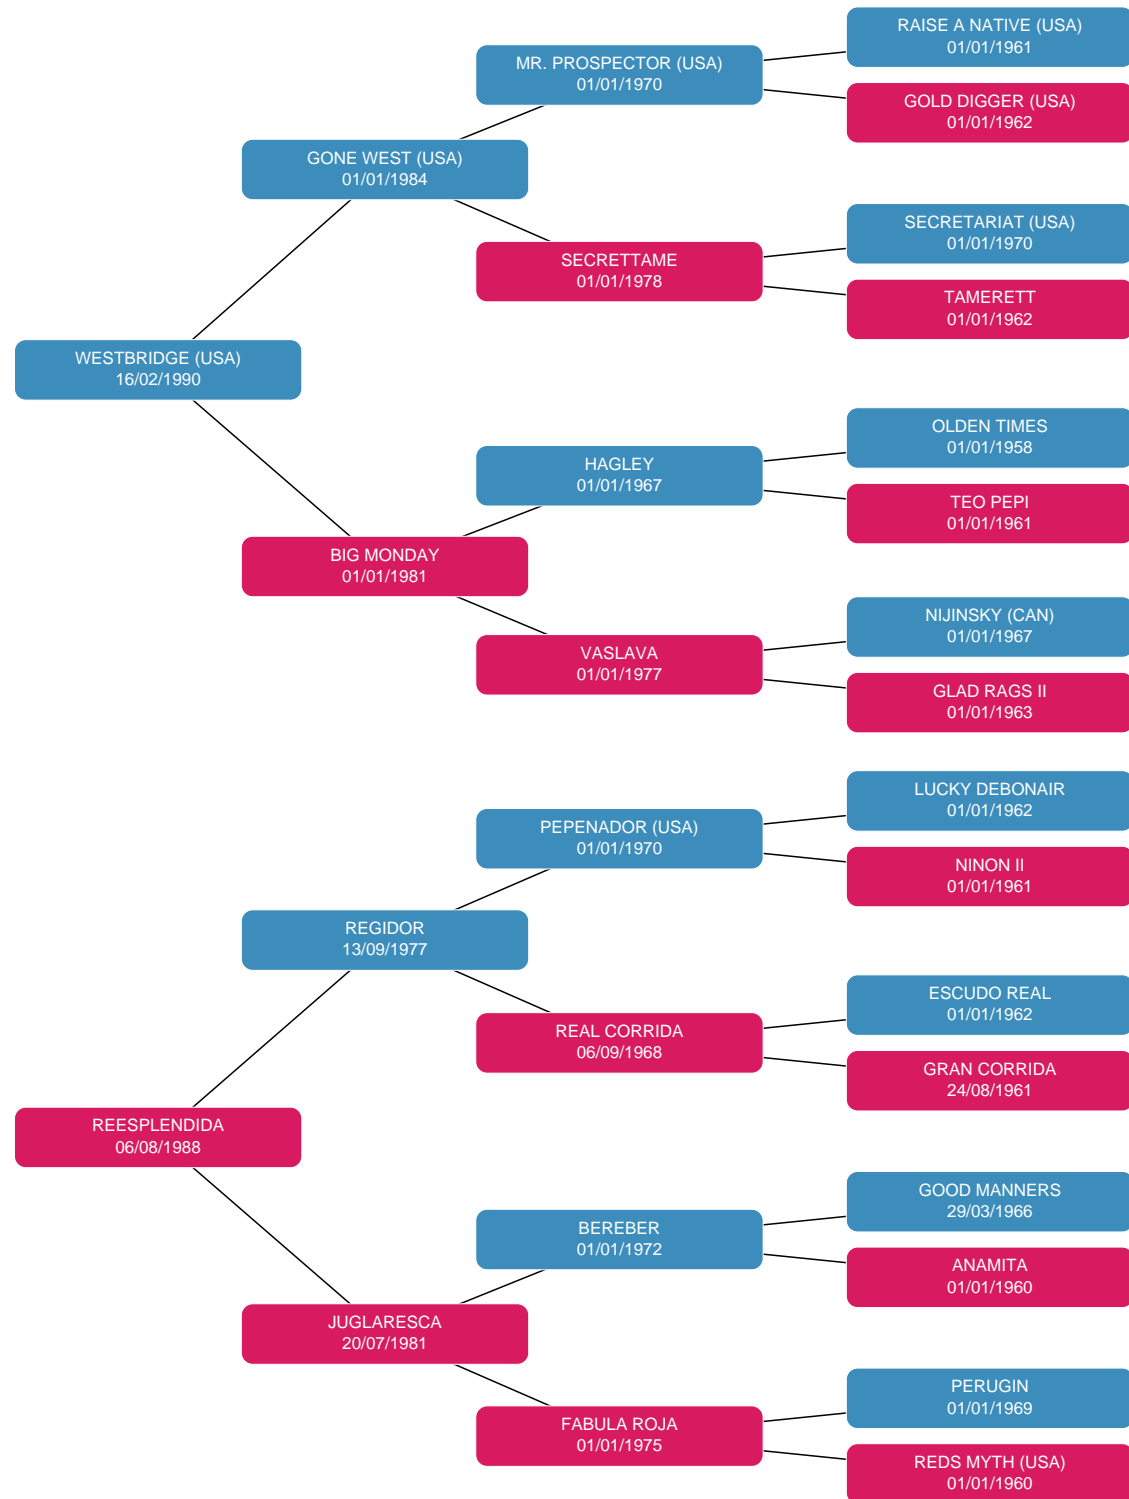 RAISE A NATIVE (USA)
01/01/1961
MR. PROSPECTOR (USA)
01/01/1970
GOLD DIGGER (USA)
01/01/1962
GONE WEST (USA)
01/01/1984
SECRETARIAT (USA)
01/01/1970
SECRETTAME
01/01/1978
TAMERETT
01/01/1962
WESTBRIDGE (USA)
16/02/1990
OLDEN TIMES
01/01/1958
HAGLEY
01/01/1967
TEO PEPI
01/01/1961
BIG MONDAY
01/01/1981
NIJINSKY (CAN)
01/01/1967
VASLAVA
01/01/1977
GLAD RAGS II
01/01/1963
LUCKY DEBONAIR
01/01/1962
PEPENADOR (USA)
01/01/1970
NINON II
01/01/1961
REGIDOR
13/09/1977
ESCUDO REAL
01/01/1962
REAL CORRIDA
06/09/1968
GRAN CORRIDA
24/08/1961
REESPLENDIDA
06/08/1988
GOOD MANNERS
29/03/1966
BEREBER
01/01/1972
ANAMITA
01/01/1960
JUGLARESCA
20/07/1981
PERUGIN
01/01/1969
FABULA ROJA
01/01/1975
REDS MYTH (USA)
01/01/1960